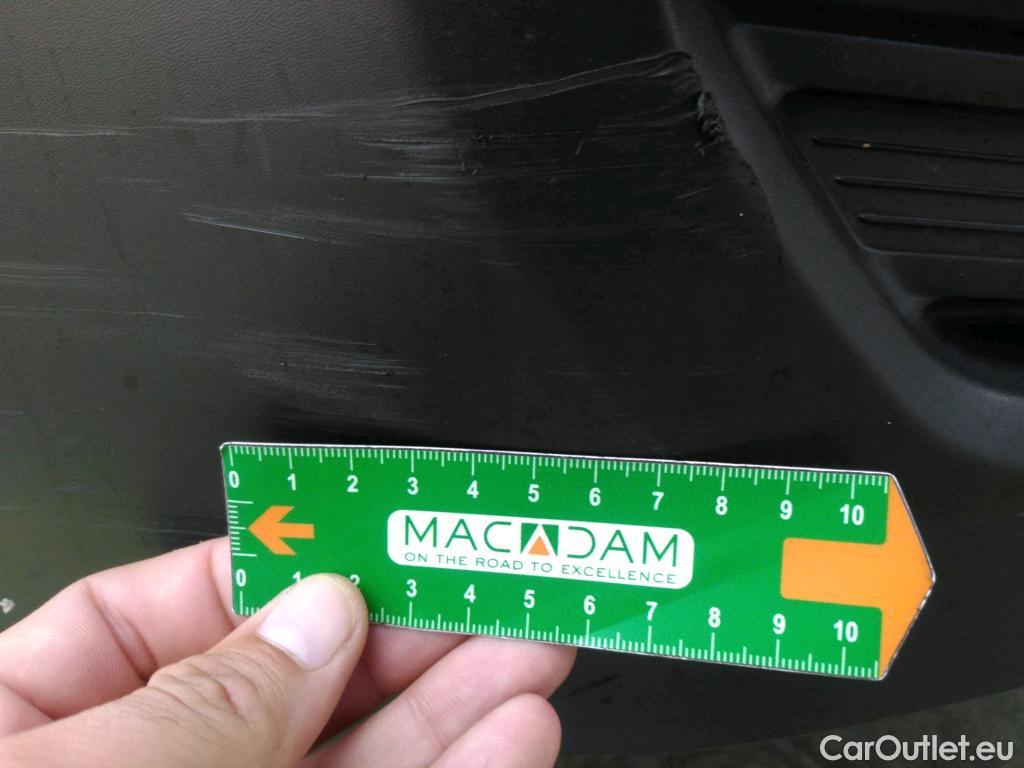 0 1 2 3 4 5 6 7 8 9 10
MACADAM
ON THE ROAD TO EXCELLENCE
0 1 2 3 4 5 6 7 8 9 10
CarOutlet.eu